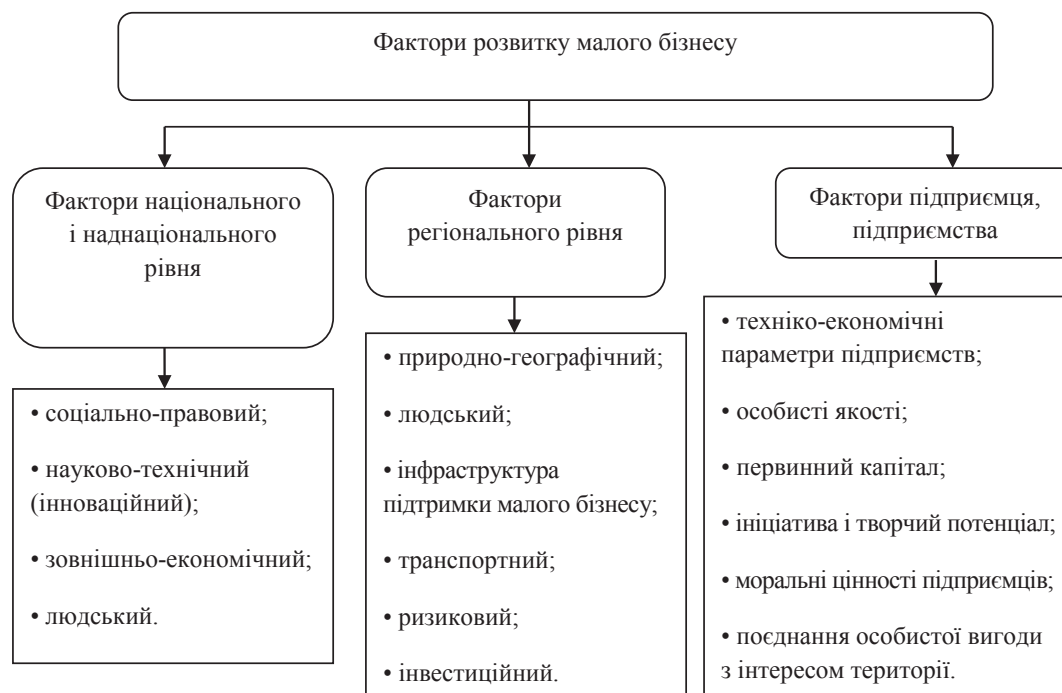 Фактори розвитку малого бізнесу
Фактори національного
і наднаціонального
рівня
• соціально-правовий;
• науково-технічний
(інноваційний);
• зовнішньо-економічний;
• людський.
Фактори
регіонального рівня
• природно-географічний;
• людський;
• інфраструктура
підтримки малого бізнесу;
• транспортний;
• ризиковий;
• інвестиційний.
Фактори підприємця,
підприємства
• техніко-економічні
параметри підприємств;
• особисті якості;
• первинний капітал;
• ініціатива і творчий потенціал;
• моральні цінності підприємців;
• поєднання особистої вигоди
з інтересом території.